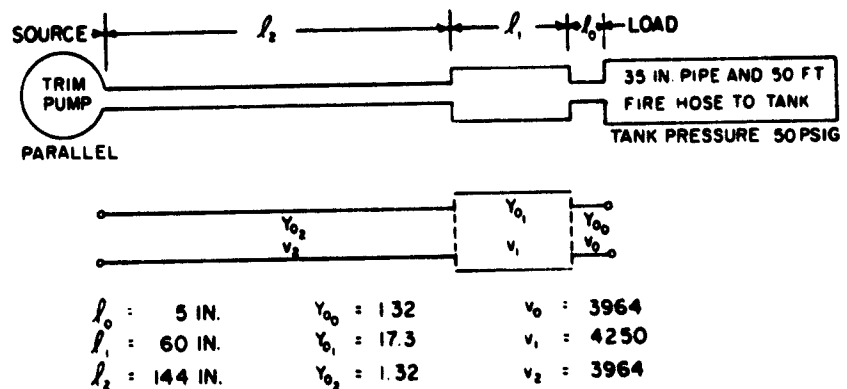 SOURCE l₂ l₁ l₀ LOAD
TRIM
PUMP
PARALLEL
35 IN. PIPE AND 50 FT
FIRE HOSE TO TANK
TANK PRESSURE 50 PSIG
Y₀₂ Y₀₁ Y₀₀
v₂ v₁ v₀
l₀ = 5 IN. Y₀₀ = 1.32 v₀ = 3964
l₁ = 60 IN. Y₀₁ = 17.3 v₁ = 4250
l₂ = 144 IN. Y₀₂ = 1.32 v₂ = 3964